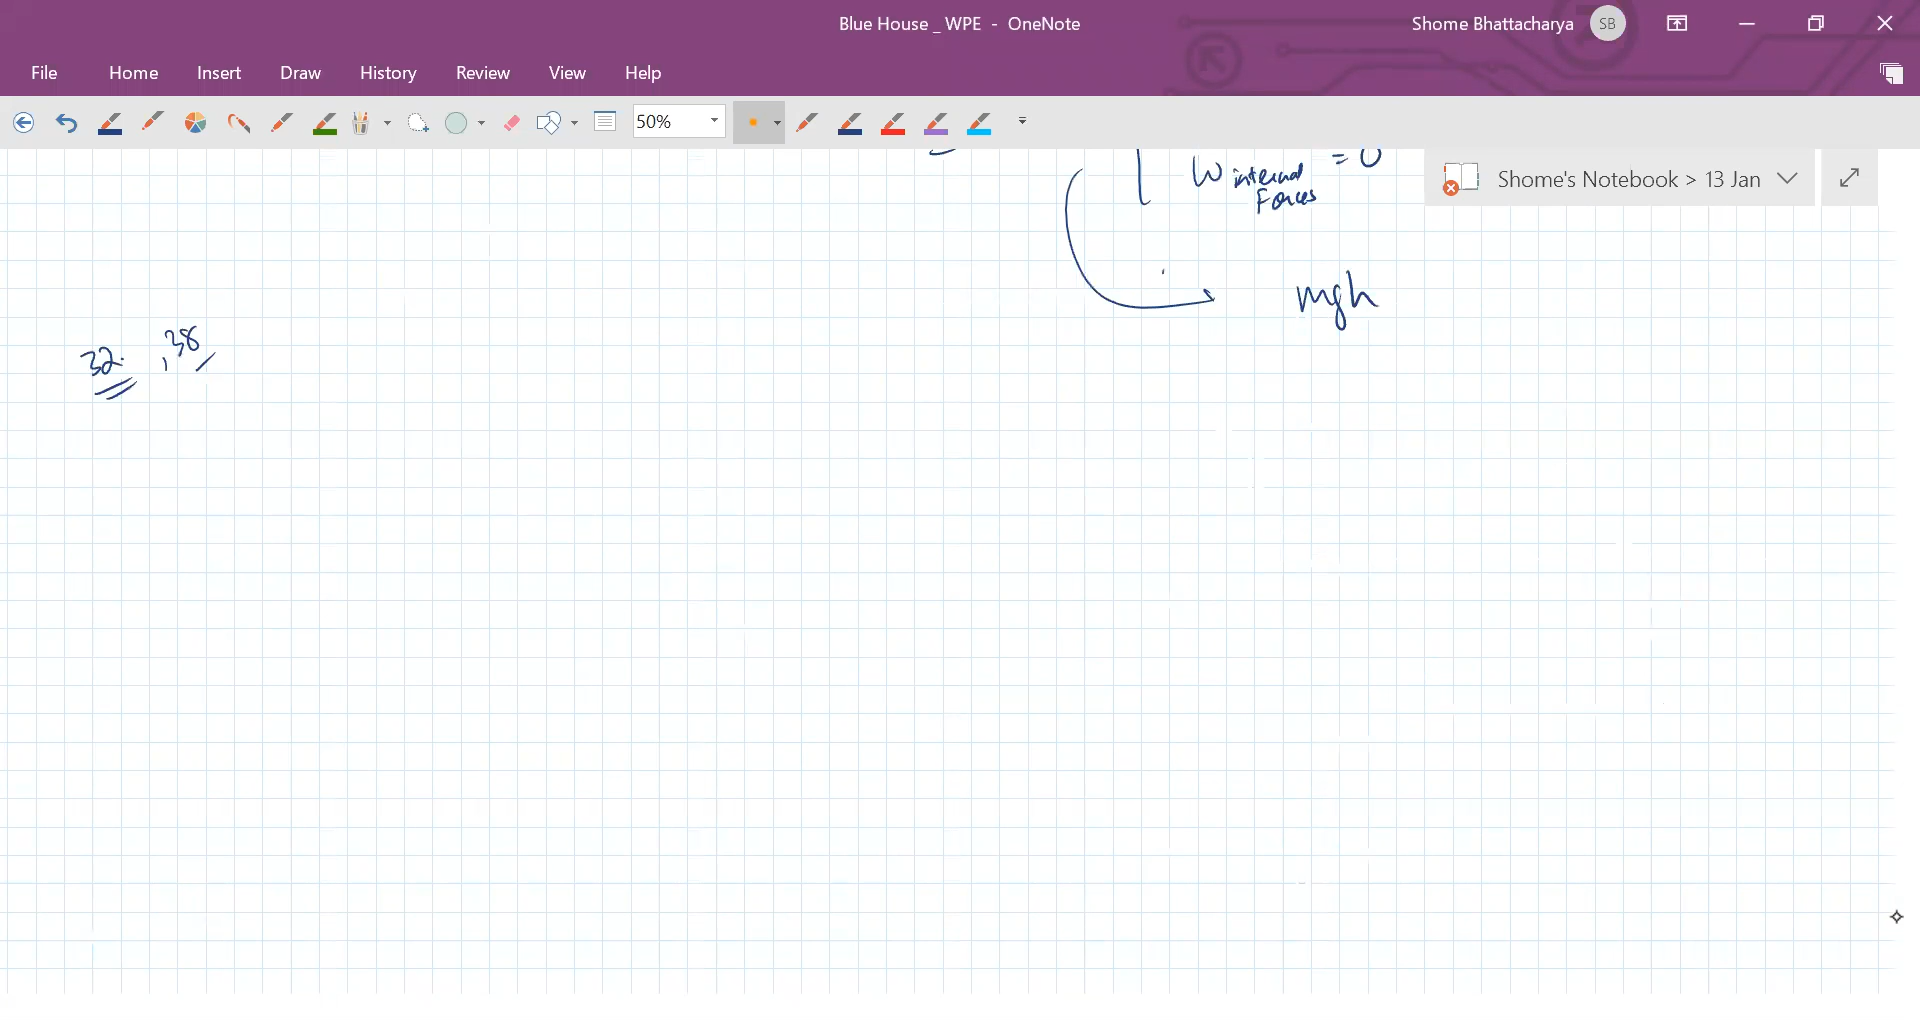 Blue House _ WPE - OneNote
Shome Bhattacharya SB
File Home Insert Draw History Review View Help
50%
Shome's Notebook > 13 Jan
W internal Forces = 0
mgh
32. , 38